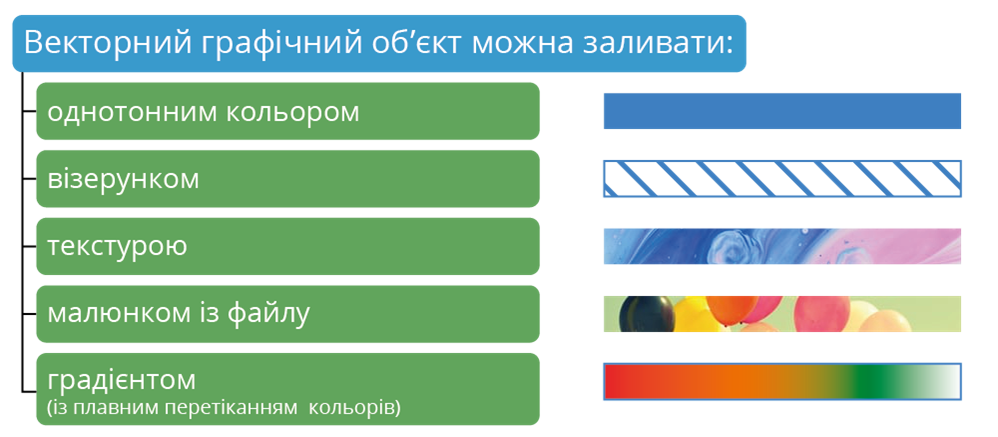 Векторний графічний об’єкт можна заливати:
однотонним кольором
візерунком
текстурою
малюнком із файлу
градієнтом
(із плавним перетіканням кольорів)